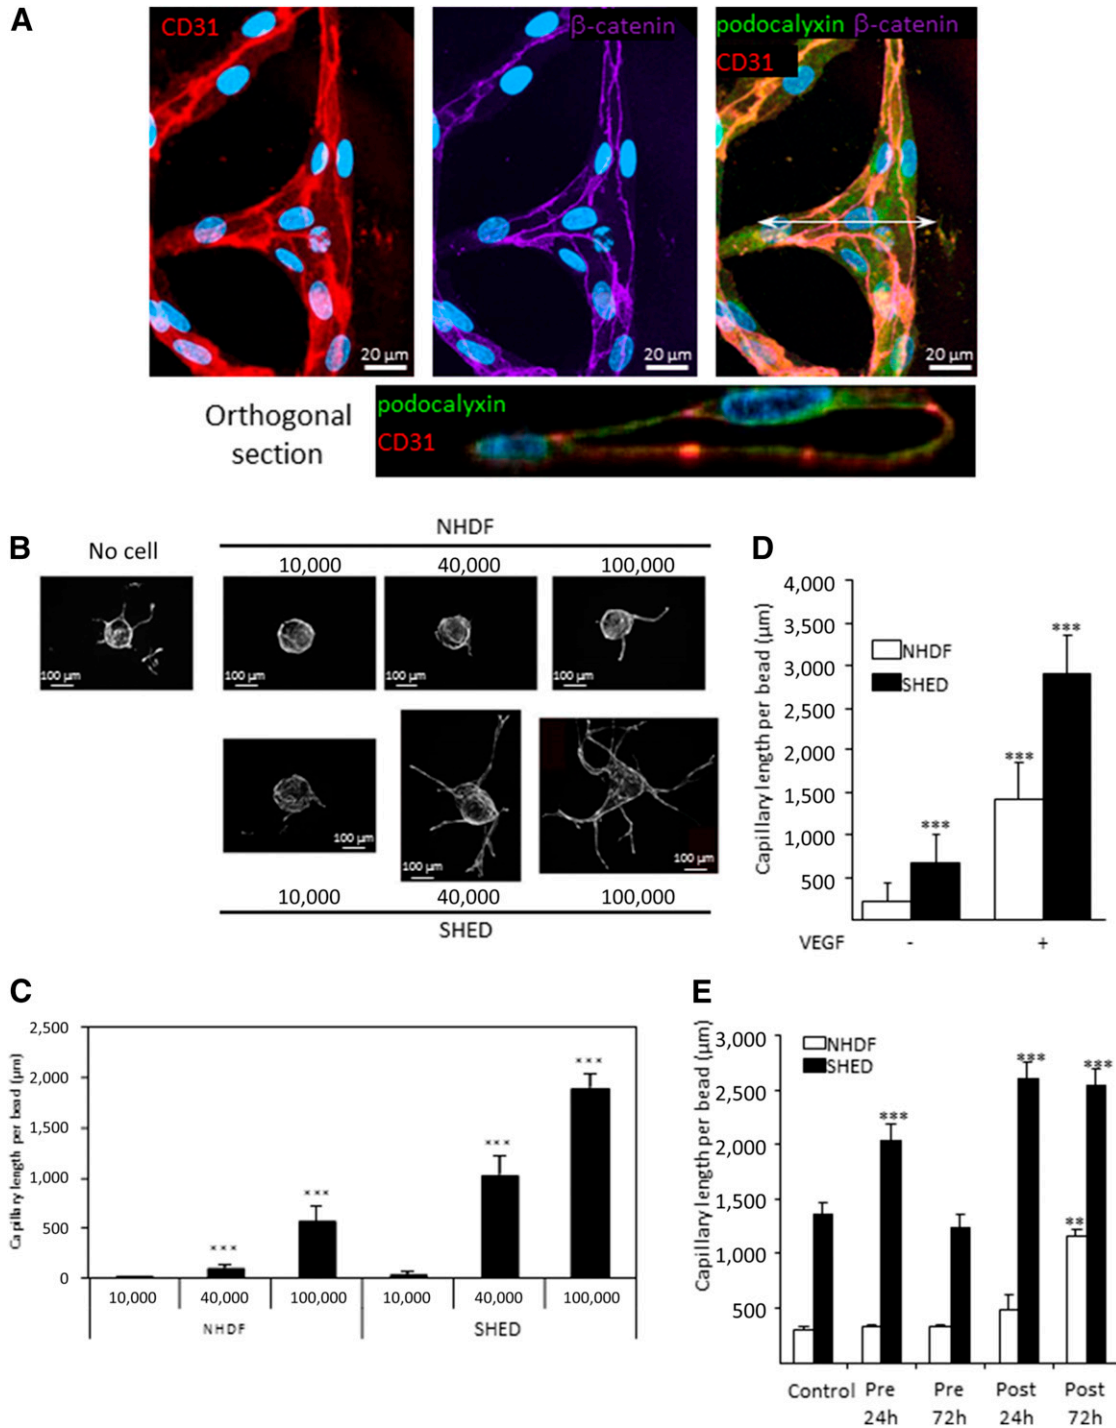 A
CD31
β-catenin
podocalyxin β-catenin
CD31
20 µm
20 µm
20 µm
Orthogonal
section
podocalyxin
CD31
B
No cell
NHDF
10,000
40,000
100,000
100 µm
100 µm
100 µm
100 µm
100 µm
100 µm
100 µm
10,000
40,000
100,000
SHED
D
Capillary length per bead (µm)
4,000
3,500
3,000
2,500
2,000
1,500
1,000
500
NHDF
SHED
***
***
***
VEGF
-
+
C
Capillary length per bead (µm)
2,500
2,000
1,500
1,000
500
0
***
***
***
***
10,000
40,000
100,000
10,000
40,000
100,000
NHDF
SHED
E
Capillary length per bead (µm)
3,000
2,500
2,000
1,500
1,000
500
NHDF
SHED
***
***
**
***
Control
Pre
24h
Pre
72h
Post
24h
Post
72h